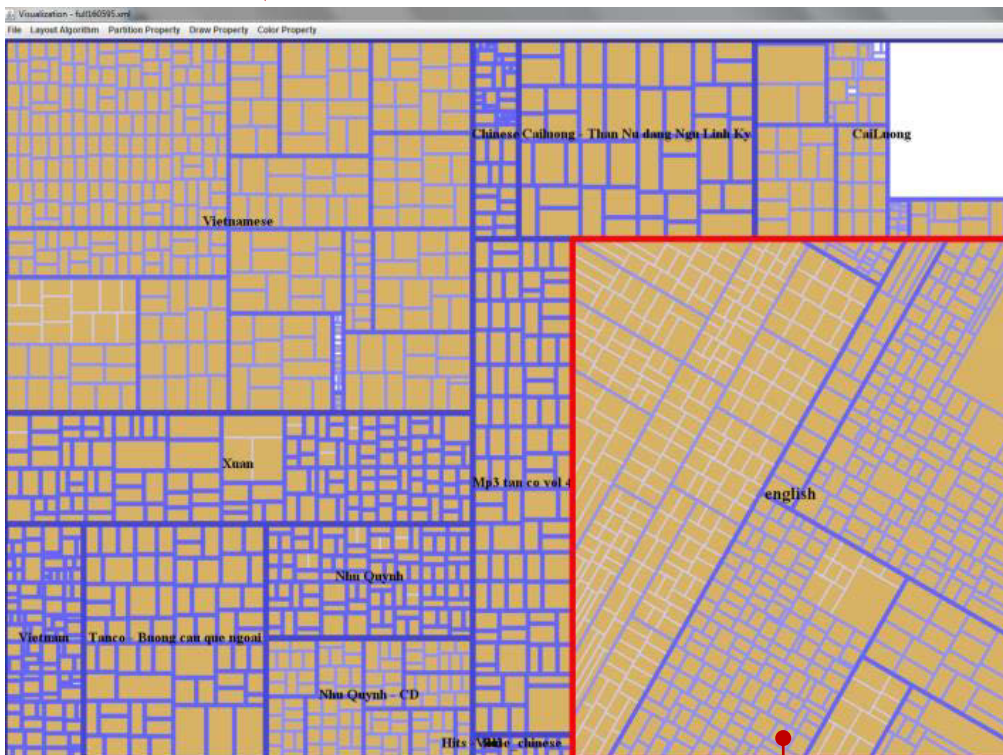 Visualization - full160595.xml
File Layout Algorithm Partition Property Draw Property Color Property
Chinese Cailuong - Than Nu dang Ngu Linh Ky
CaiLuong
Vietnamese
Xuan
Mp3 tan co vol 4
english
Nhu Quynh
Vietnam
Tanco - Buong cau que ngoai
Nhu Quynh - CD
Hits - chinese